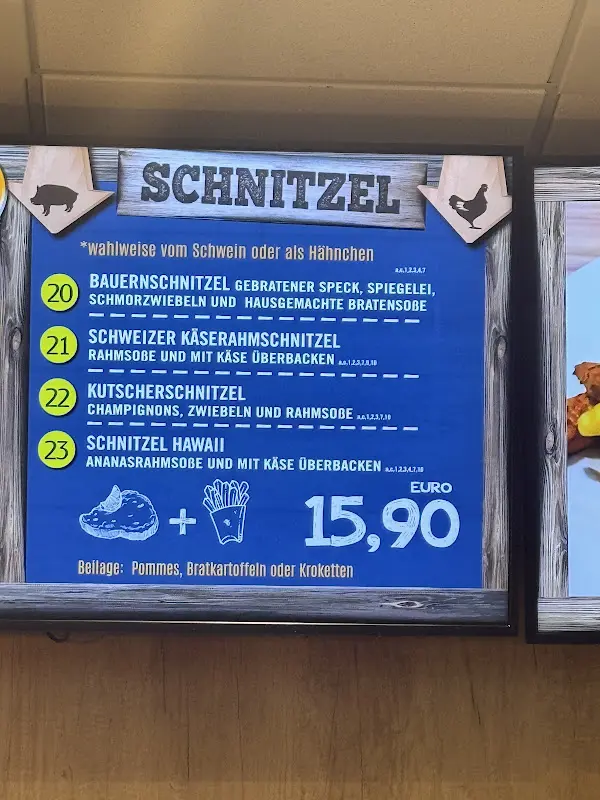 SCHNITZEL
*wahlweise vom Schwein oder als Hähnchen
20 BAUERNSCHNITZEL GEBRATENER SPECK, SPIEGELEI,
SCHMORZWIEBELN UND HAUSGEMACHTE BRATENSOßE
21 SCHWEIZER KÄSERAHMSCHNITZEL
RAHMSOßE UND MIT KÄSE ÜBERBACKEN
22 KUTSCHERSCHNITZEL
CHAMPIGNONS, ZWIEBELN UND RAHMSOßE
23 SCHNITZEL HAWAII
ANANASRAHMSOßE UND MIT KÄSE ÜBERBACKEN
+
EURO
15,90
Beilage: Pommes, Bratkartoffeln oder Kroketten